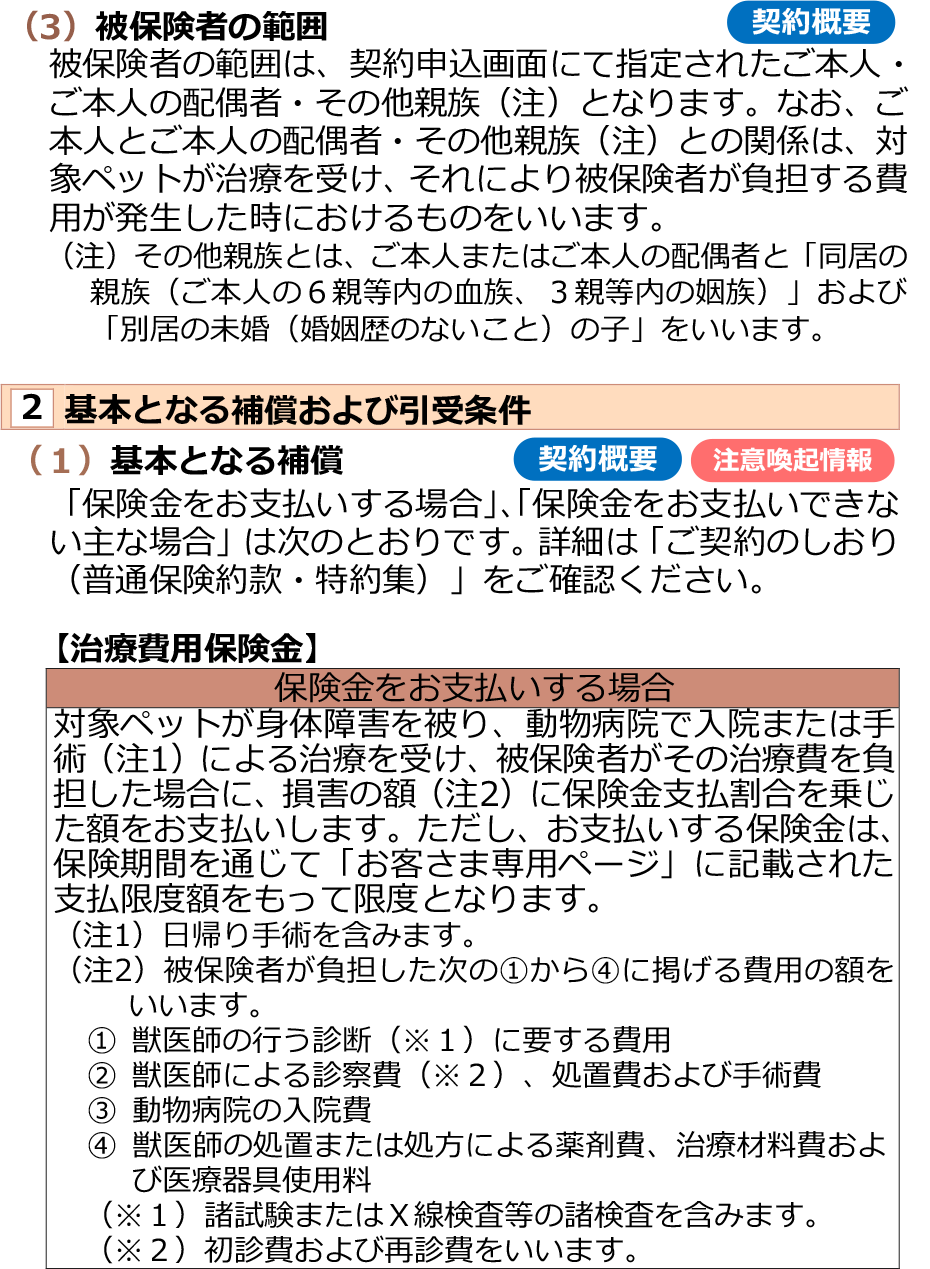 （3）被保険者の範囲 契約概要
被保険者の範囲は、契約申込画面にて指定されたご本人・
ご本人の配偶者・その他親族（注）となります。なお、ご
本人とご本人の配偶者・その他親族（注）との関係は、対
象ペットが治療を受け、それにより被保険者が負担する費
用が発生した時におけるものをいいます。
（注）その他親族とは、ご本人またはご本人の配偶者と「同居の
親族（ご本人の６親等内の血族、３親等内の姻族）」および
「別居の未婚（婚姻歴のないこと）の子」をいいます。
2 基本となる補償および引受条件
（１）基本となる補償 契約概要 注意喚起情報
「保険金をお支払いする場合」、「保険金をお支払いできな
い主な場合」は次のとおりです。詳細は「ご契約のしおり
（普通保険約款・特約集）」をご確認ください。
【治療費用保険金】
保険金をお支払いする場合
対象ペットが身体障害を被り、動物病院で入院または手
術（注1）による治療を受け、被保険者がその治療費を負
担した場合に、損害の額（注2）に保険金支払割合を乗じ
た額をお支払いします。ただし、お支払いする保険金は、
保険期間を通じて「お客さま専用ページ」に記載された
支払限度額をもって限度となります。
（注1）日帰り手術を含みます。
（注2）被保険者が負担した次の①から④に掲げる費用の額を
いいます。
① 獣医師の行う診断（※１）に要する費用
② 獣医師による診察費（※２）、処置費および手術費
③ 動物病院の入院費
④ 獣医師の処置または処方による薬剤費、治療材料費およ
び医療器具使用料
（※１）諸試験またはＸ線検査等の諸検査を含みます。
（※２）初診費および再診費をいいます。